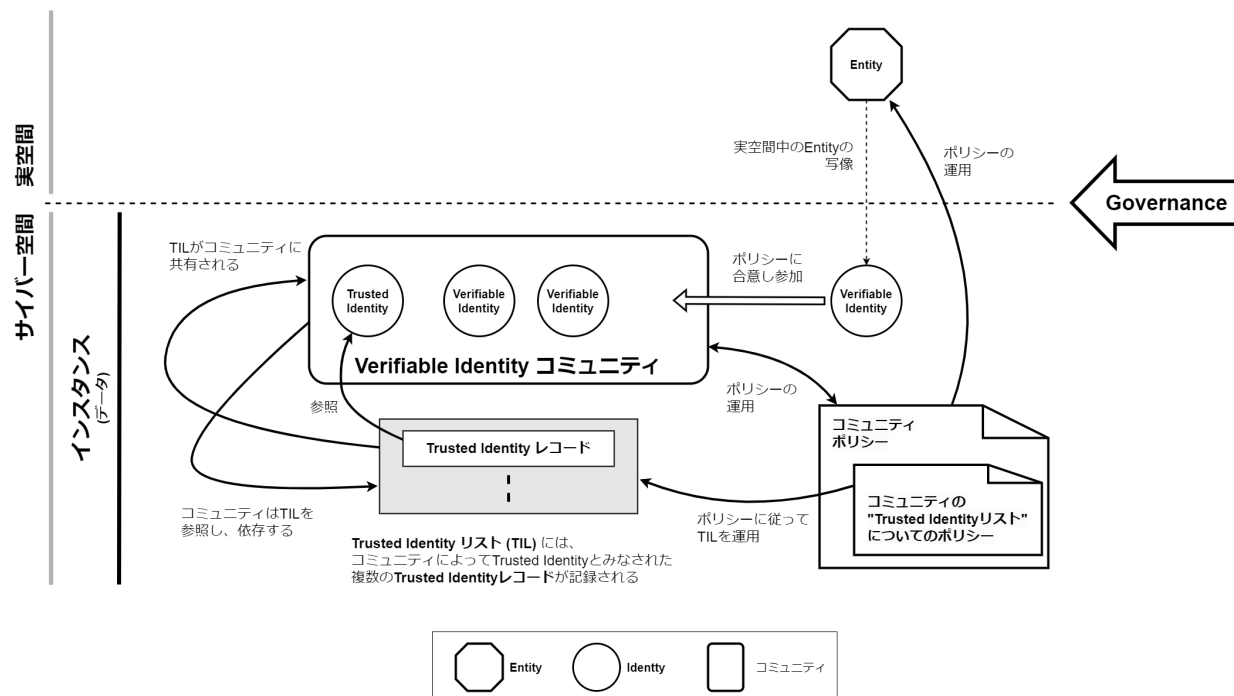 Entity
実空間
実空間中のEntityの
写像
ポリシーの
運用
Governance
サイバー空間
インスタンス
(データ)
TILがコミュニティに
共有される
Trusted
Identity
Verifiable
Identity
Verifiable
Identity
Verifiable Identity コミュニティ
ポリシーに
合意し参加
Verifiable
Identity
参照
ポリシーの
運用
Trusted Identity レコード
コミュニティ
ポリシー
コミュニティの
"Trusted Identityリスト"
についてのポリシー
コミュニティはTILを
参照し、依存する
ポリシーに従って
TILを運用
Trusted Identity リスト (TIL) には、
コミュニティによってTrusted Identityとみなされた
複数のTrusted Identityレコードが記録される
Entity
Identty
コミュニティ